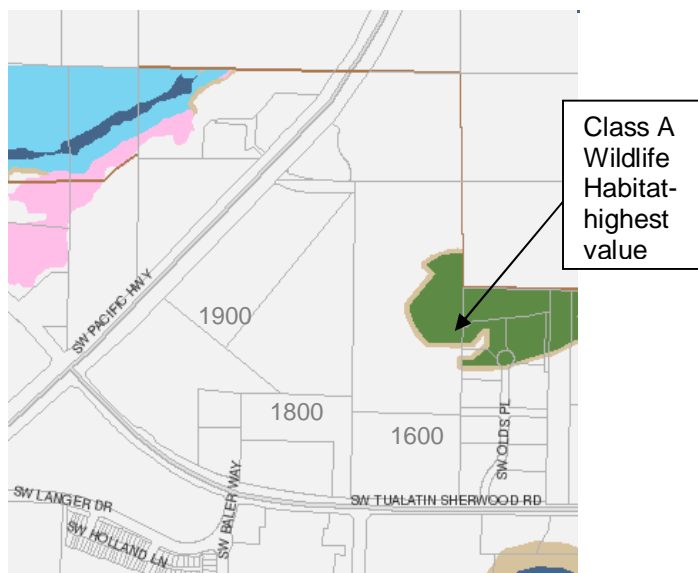 Class A
Wildlife
Habitat-
highest
value
SW PACIFIC HWY
1900
1800
1600
SW OLDS PL
SW TUALATIN SHERWOOD RD
SW LANGER DR
SW BALER WAY
SW HOLLAND LN